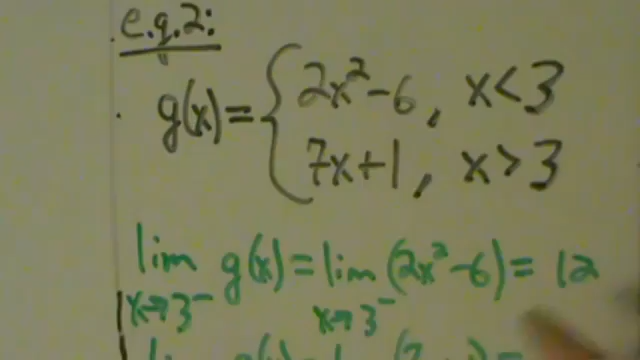 e.g.2:
g(x) = { 2x² - 6, x < 3
7x + 1, x > 3
lim g(x) = lim (2x² - 6) = 12
x→3⁻ x→3⁻